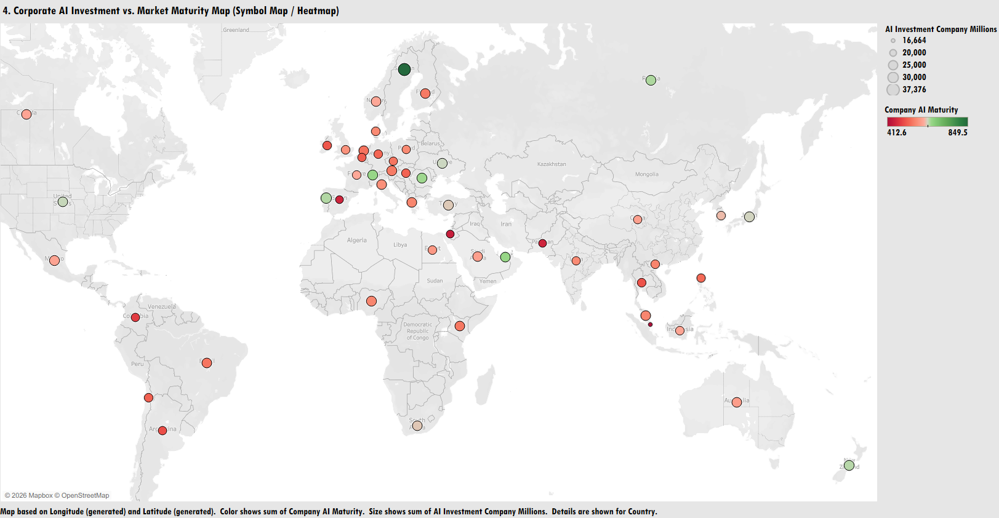 4. Corporate AI Investment vs. Market Maturity Map (Symbol Map / Heatmap)
AI Investment Company Millions
16,664
20,000
25,000
30,000
37,376
Company AI Maturity
412.6 849.5
Greenland
Belarus
Kazakhstan
Mongolia
United
Iraq
Iran
Algeria
Libya
Sudan
Yemen
Venezuela
Democratic
Republic
of Congo
Peru
South
© 2026 Mapbox © OpenStreetMap
Map based on Longitude (generated) and Latitude (generated). Color shows sum of Company AI Maturity. Size shows sum of AI Investment Company Millions. Details are shown for Country.